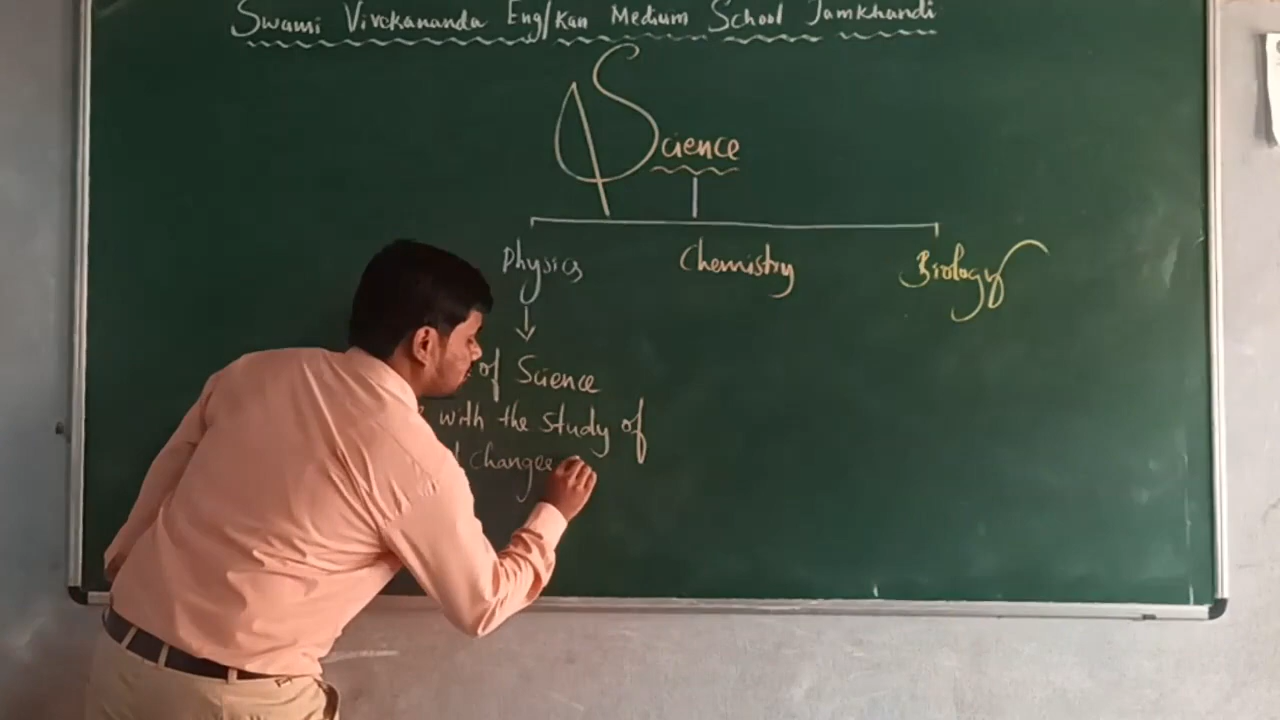 Swami Vivekananda Eng/Kan Medium School Jamkhandi
Science
Physics Chemistry Biology
of Science
with the study of
changes